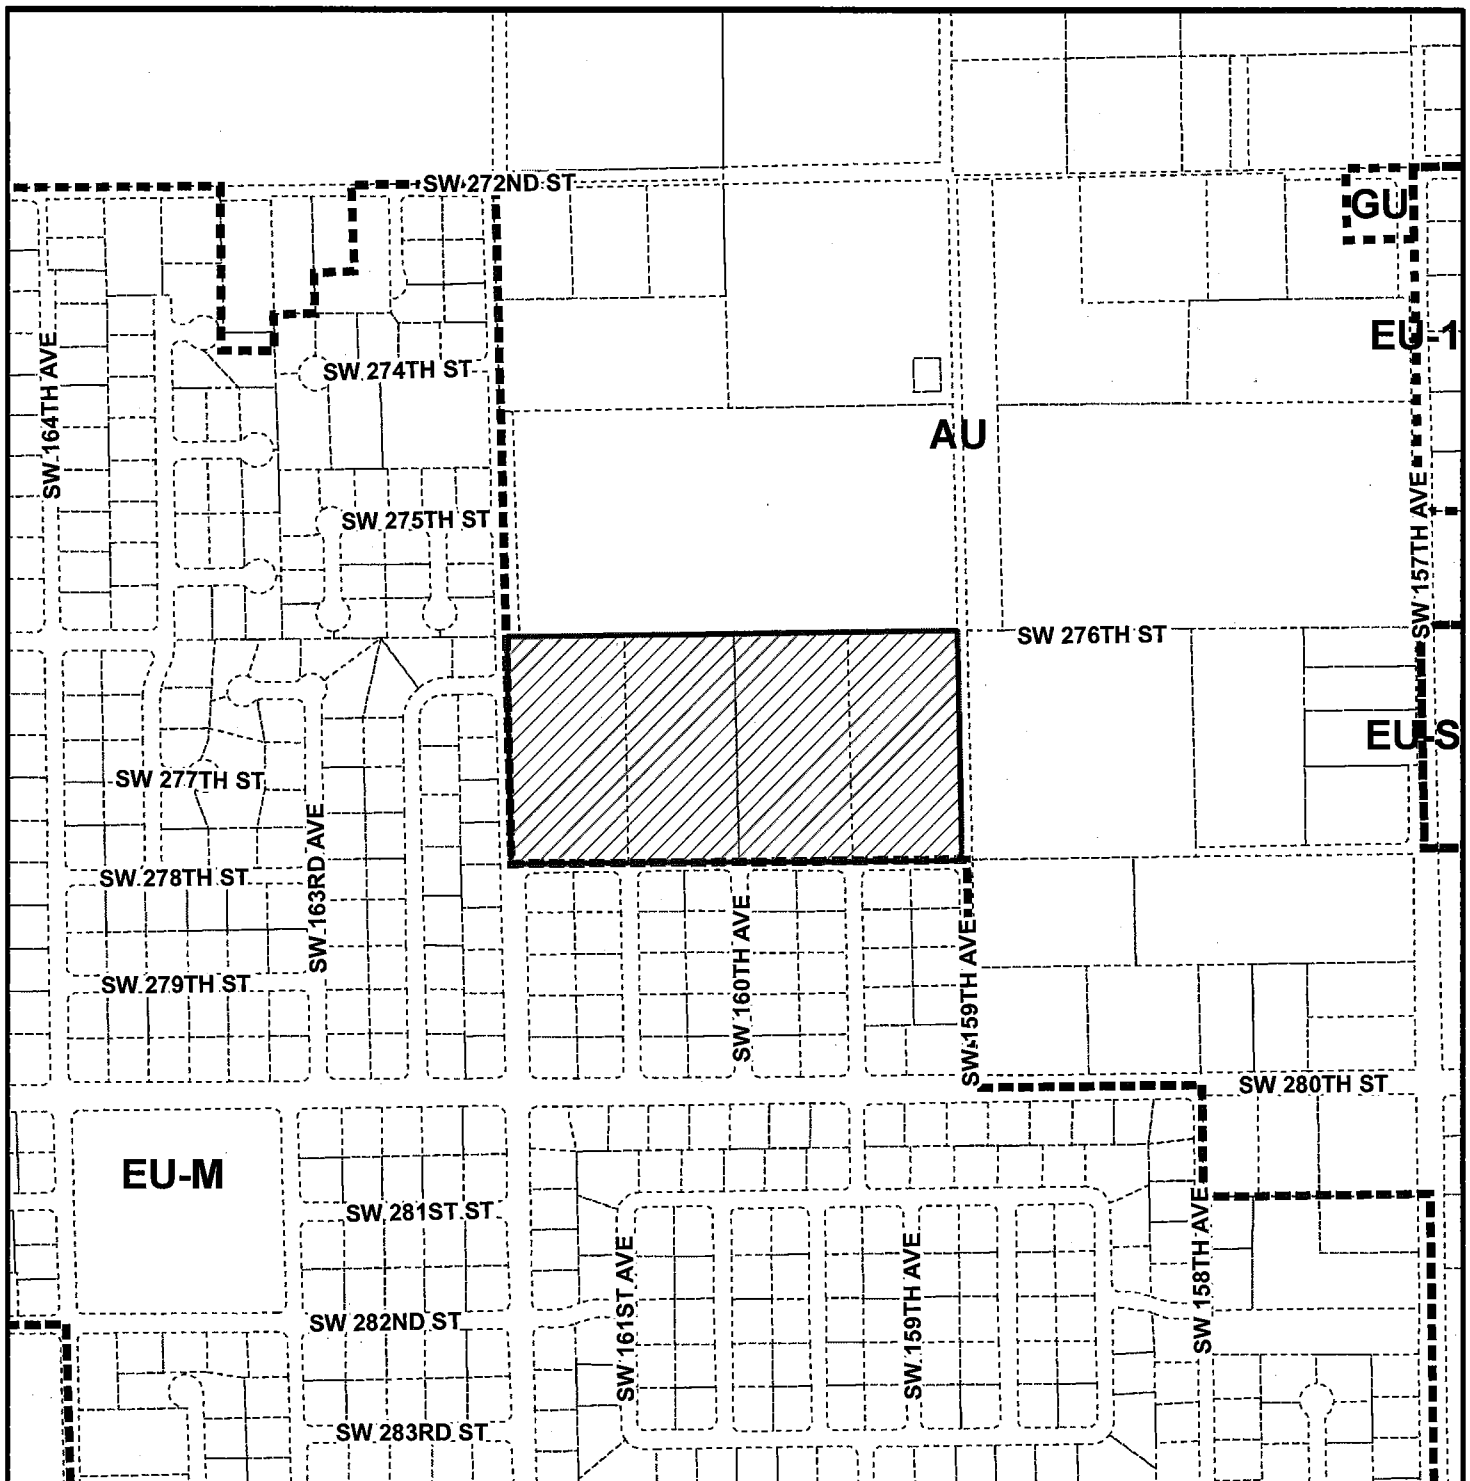 SW 272ND ST
GU
EU-1
SW 164TH AVE
SW 274TH ST
AU
SW 275TH ST
SW 157TH AVE
SW 276TH ST
EU-S
SW 277TH ST
SW 163RD AVE
SW 278TH ST
SW 160TH AVE
SW 159TH AVE
SW 279TH ST
SW 280TH ST
EU-M
SW 281ST ST
SW 158TH AVE
SW 161ST AVE
SW 159TH AVE
SW 282ND ST
SW 283RD ST